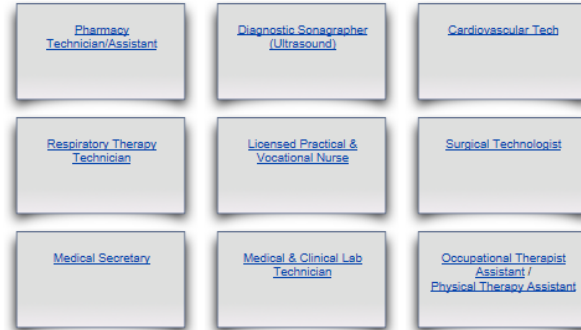 Pharmacy
Technician/Assistant
Diagnostic Sonagrapher
(Ultrasound)
Cardiovascular Tech
Respiratory Therapy
Technician
Licensed Practical &
Vocational Nurse
Surgical Technologist
Medical Secretary
Medical & Clinical Lab
Technician
Occupational Therapist
Assistant /
Physical Therapy Assistant